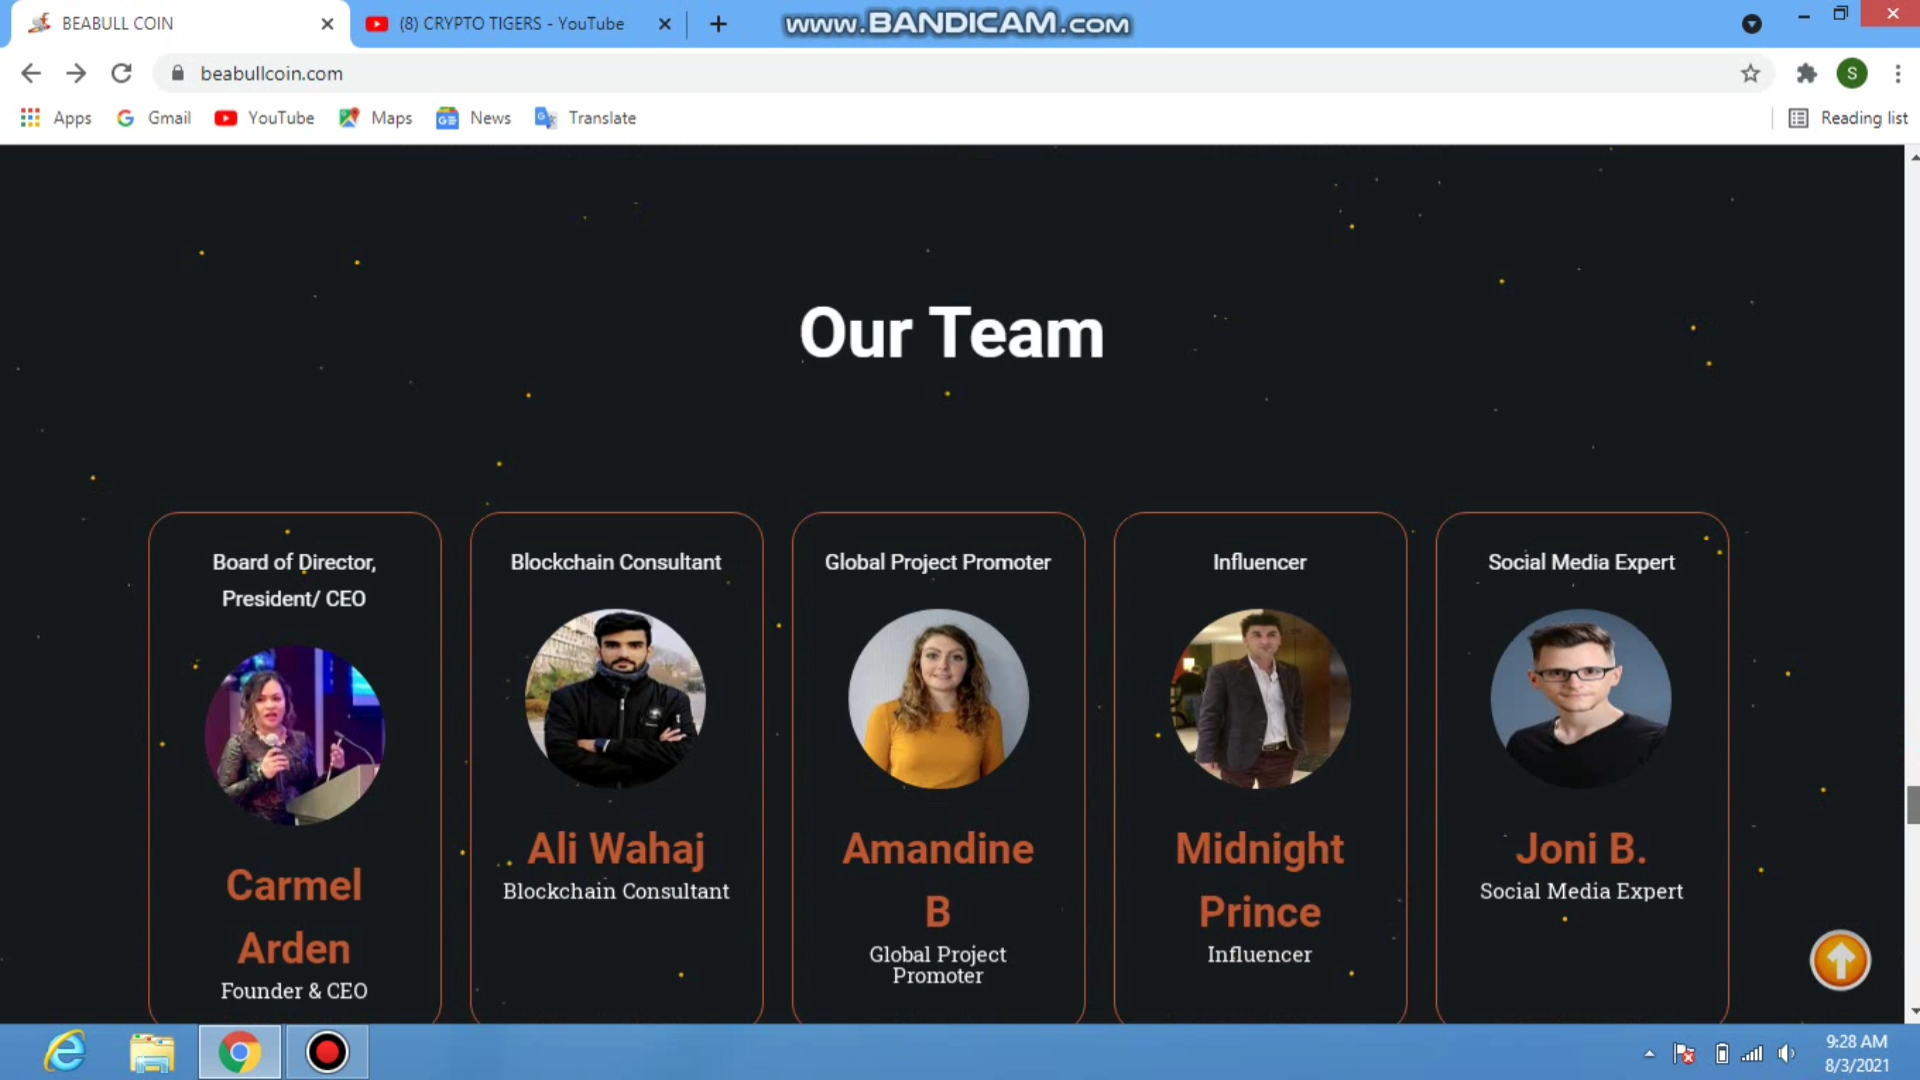 BEABULL COIN
(8) CRYPTO TIGERS - YouTube
www.BANDICAM.com
beabullcoin.com
S
Apps
Gmail
YouTube
Maps
News
Translate
Reading list
Our Team
Board of Director,
President/ CEO
Carmel
Arden
Founder & CEO
Blockchain Consultant
Ali Wahaj
Blockchain Consultant
Global Project Promoter
Amandine
B
Global Project
Promoter
Influencer
Midnight
Prince
Influencer
Social Media Expert
Joni B.
Social Media Expert
9:28 AM
8/3/2021